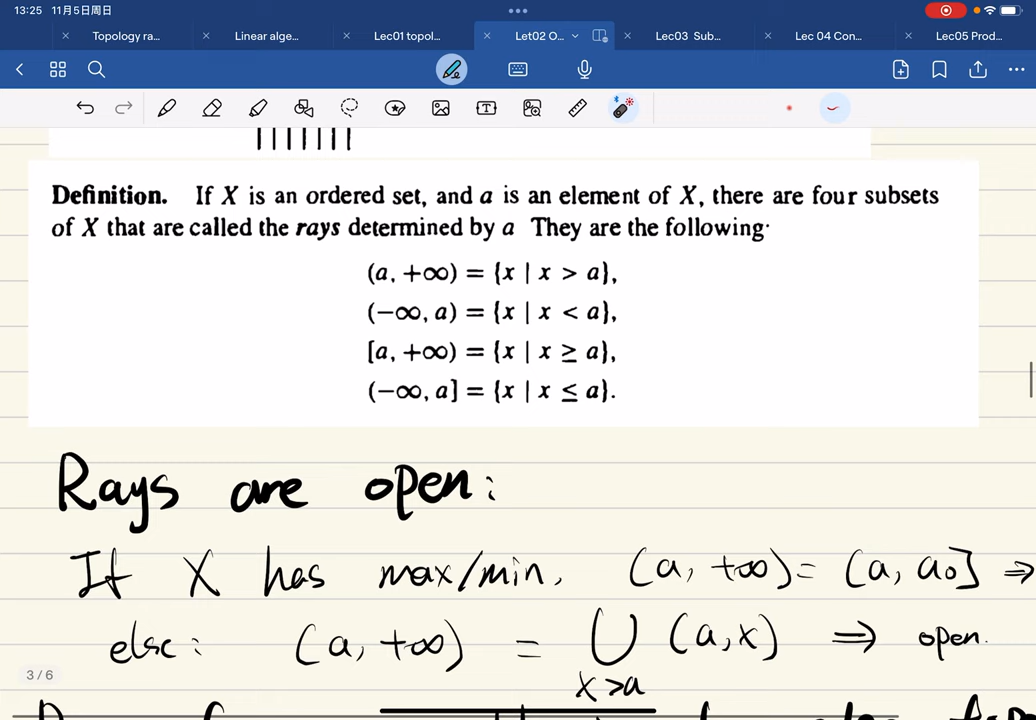 13:25 11月5日周日
Topology ra... Linear alge... Lec01 topol... Let02 O... Lec03 Sub... Lec 04 Con... Lec05 Prod...
Definition. If X is an ordered set, and a is an element of X, there are four subsets
of X that are called the rays determined by a They are the following·
(a, +∞) = {x | x > a},
(−∞, a) = {x | x < a},
[a, +∞) = {x | x ≥ a},
(−∞, a] = {x | x ≤ a}.
Rays are open:
If X has max/min, (a, +∞) = (a, a₀] ⇒
else: (a, +∞) = ⋃ (a,x) ⇒ open.
x>a
3 / 6